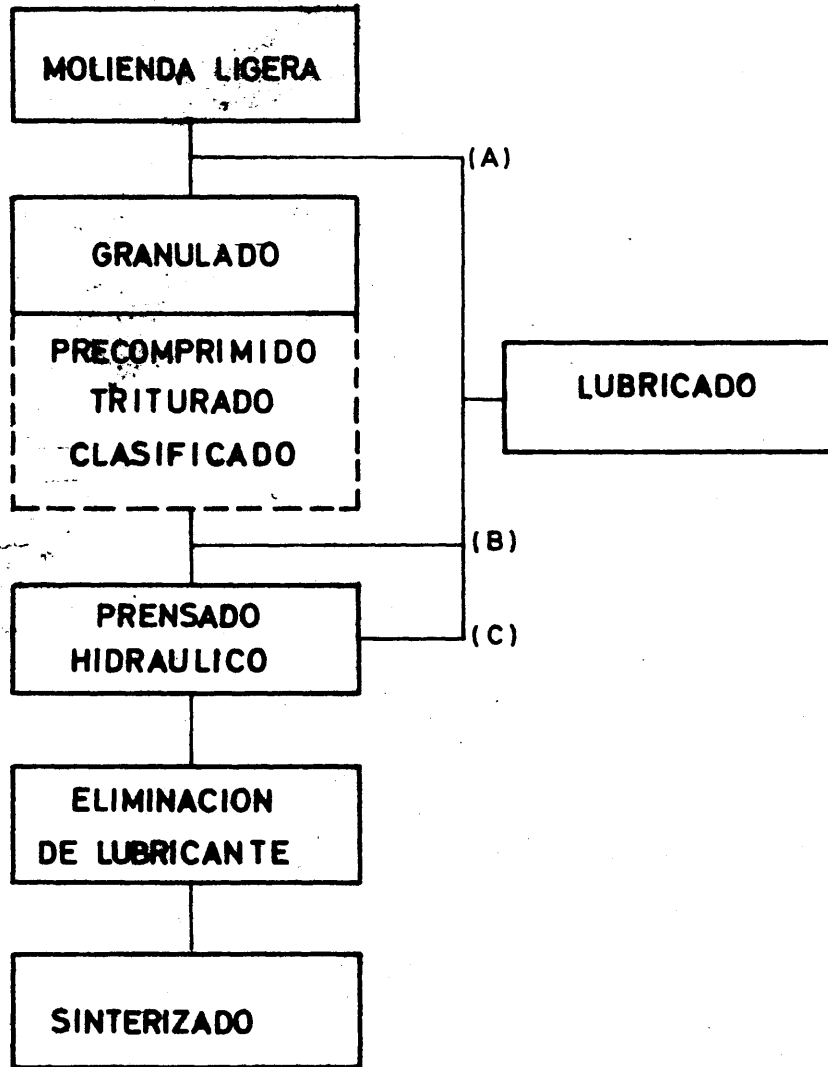 MOLIENDA LIGERA
(A)
GRANULADO
PRECOMPRIMIDO
TRITURADO
CLASIFICADO
LUBRICADO
(B)
PRENSADO
HIDRAULICO
(C)
ELIMINACION
DE LUBRICANTE
SINTERIZADO